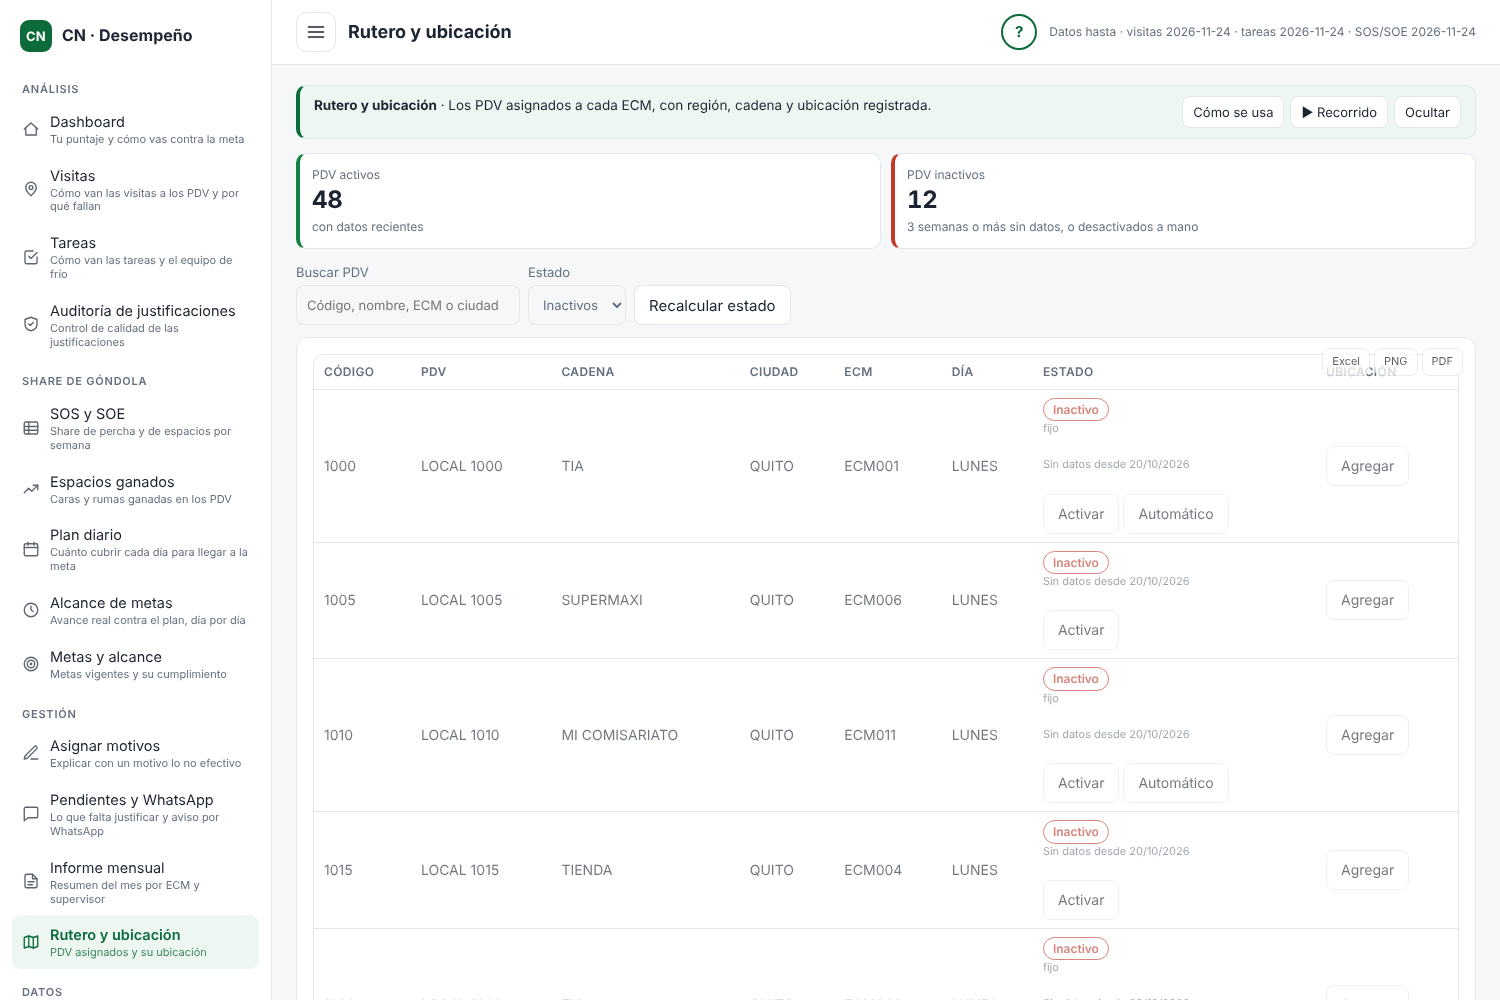 CN CN · Desempeño
ANÁLISIS
Dashboard
Tu puntaje y cómo vas contra la meta
Visitas
Cómo van las visitas a los PDV y por
qué fallan
Tareas
Cómo van las tareas y el equipo de
frío
Auditoría de justificaciones
Control de calidad de las
justificaciones
SHARE DE GÓNDOLA
SOS y SOE
Share de percha y de espacios por
semana
Espacios ganados
Caras y rumas ganadas en los PDV
Plan diario
Cuánto cubrir cada día para llegar a la
meta
Alcance de metas
Avance real contra el plan, día por día
Metas y alcance
Metas vigentes y su cumplimiento
GESTIÓN
Asignar motivos
Explicar con un motivo lo no efectivo
Pendientes y WhatsApp
Lo que falta justificar y aviso por
WhatsApp
Informe mensual
Resumen del mes por ECM y
supervisor
Rutero y ubicación
PDV asignados y su ubicación
DATOS
Rutero y ubicación
? Datos hasta · visitas 2026-11-24 · tareas 2026-11-24 · SOS/SOE 2026-11-24
Rutero y ubicación · Los PDV asignados a cada ECM, con región, cadena y ubicación registrada.
Cómo se usa ▶ Recorrido Ocultar
PDV activos
48
con datos recientes
PDV inactivos
12
3 semanas o más sin datos, o desactivados a mano
Buscar PDV Estado
Código, nombre, ECM o ciudad Inactivos Recalcular estado
Excel PNG PDF
CÓDIGO PDV CADENA CIUDAD ECM DÍA ESTADO UBICACIÓN
Inactivo
fijo
Sin datos desde 20/10/2026
1000 LOCAL 1000 TIA QUITO ECM001 LUNES Agregar
Activar Automático
Inactivo
Sin datos desde 20/10/2026
1005 LOCAL 1005 SUPERMAXI QUITO ECM006 LUNES Agregar
Activar
Inactivo
fijo
Sin datos desde 20/10/2026
1010 LOCAL 1010 MI COMISARIATO QUITO ECM011 LUNES Agregar
Activar Automático
Inactivo
Sin datos desde 20/10/2026
1015 LOCAL 1015 TIENDA QUITO ECM004 LUNES Agregar
Activar
Inactivo
fijo